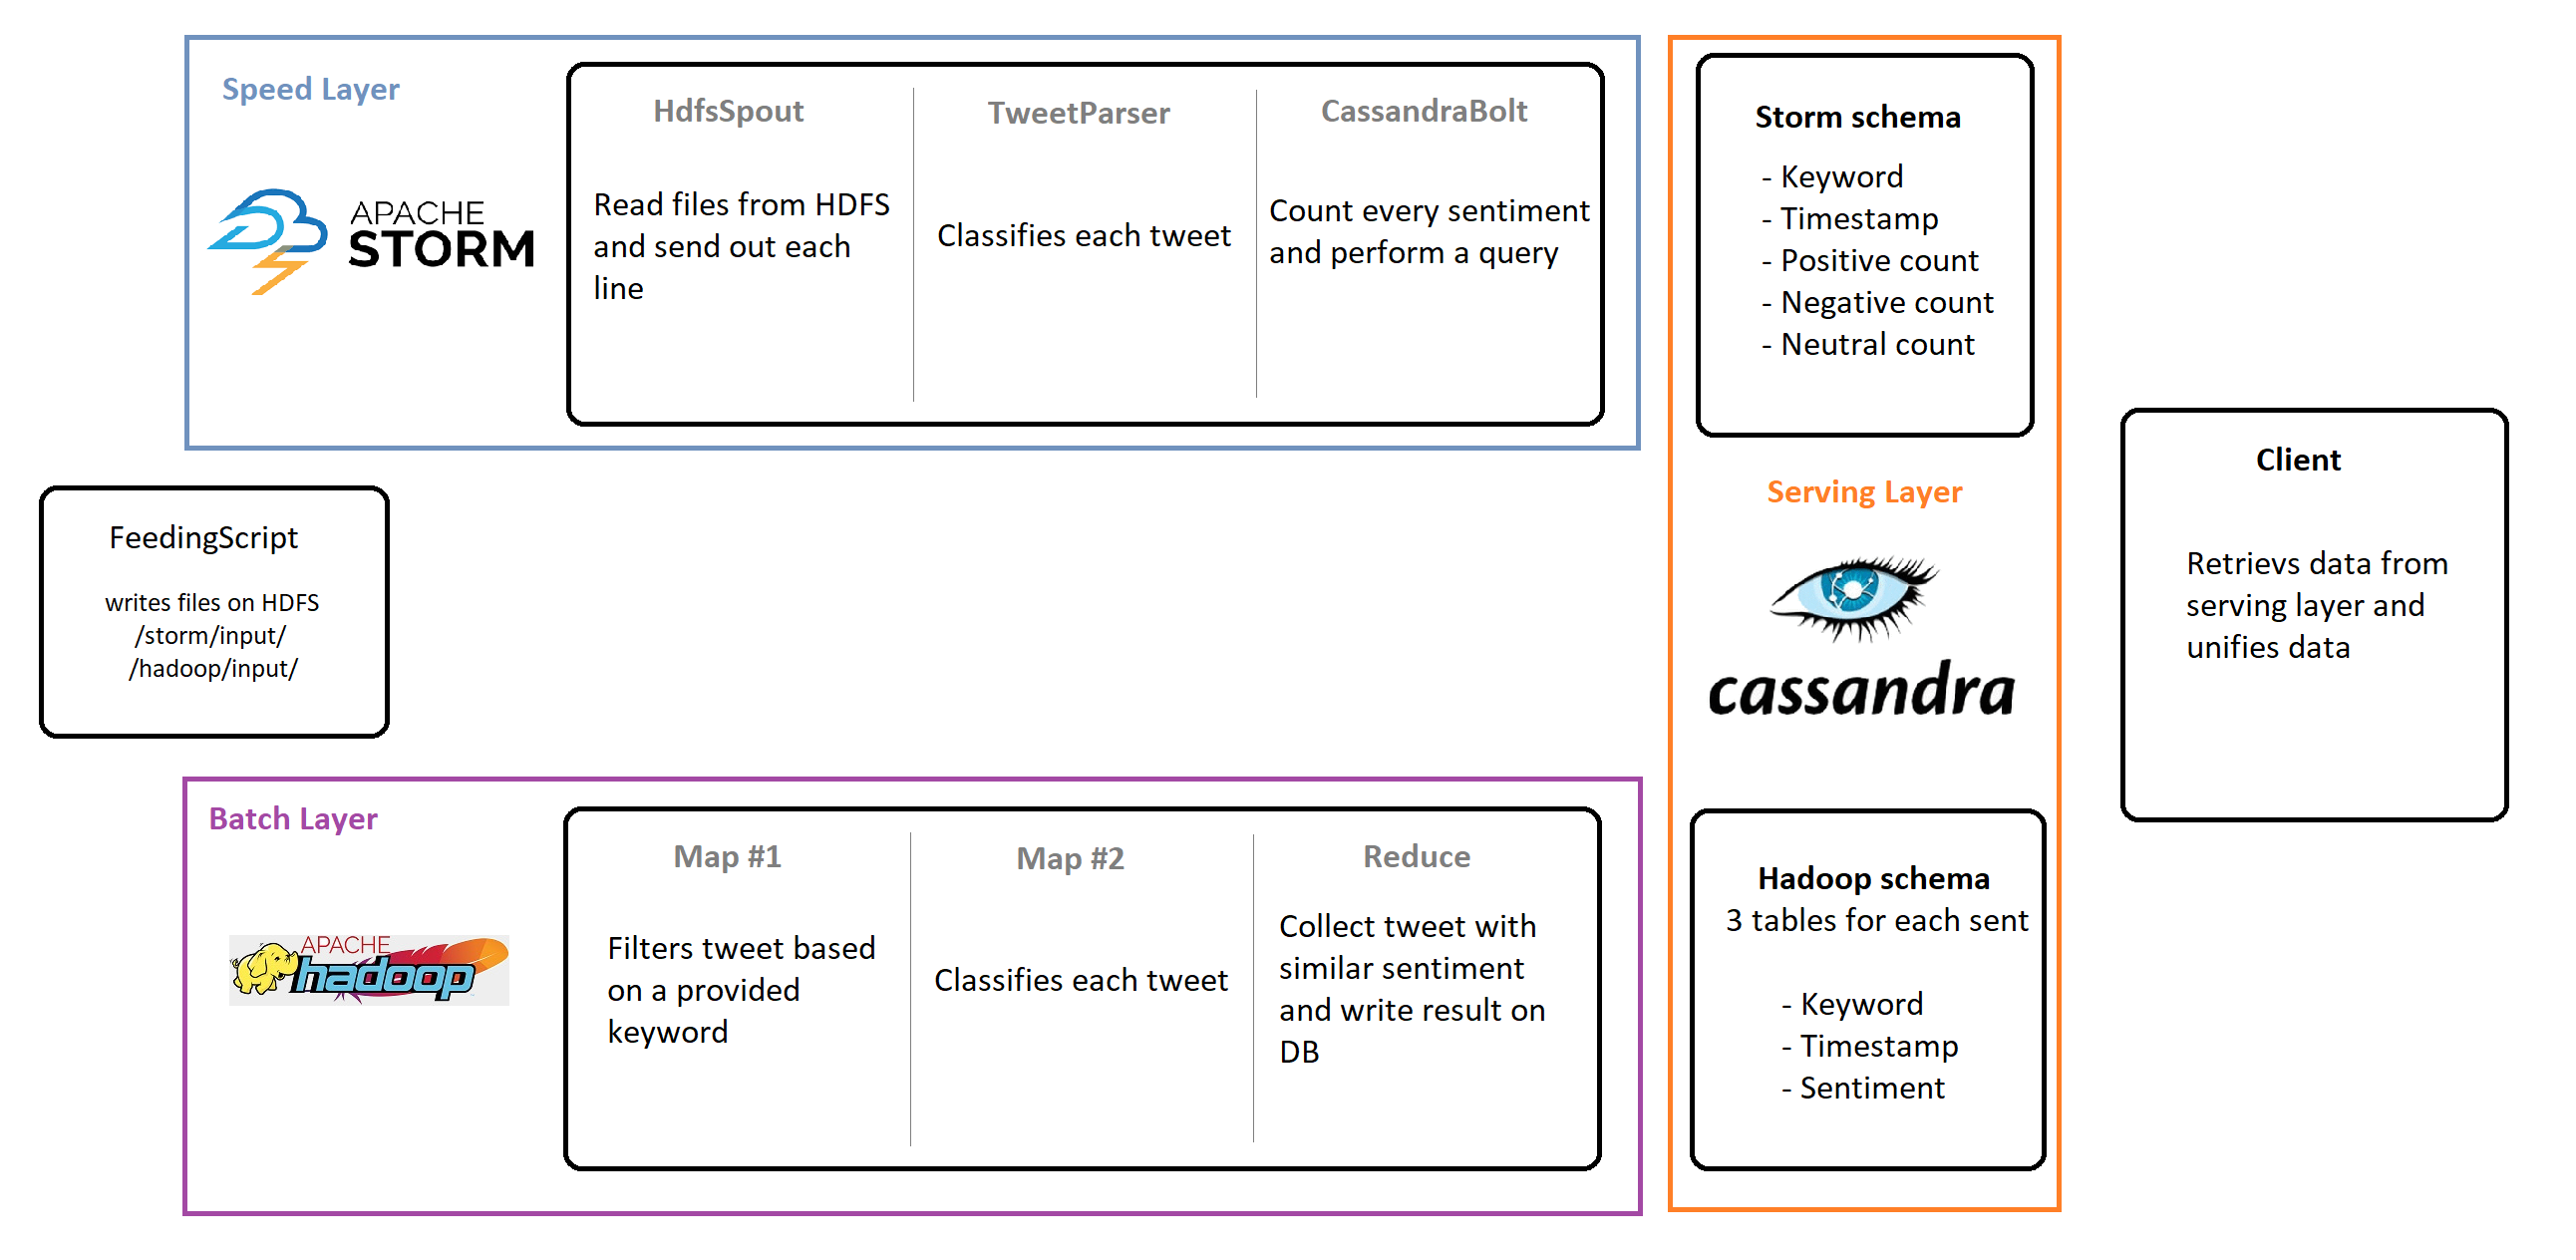 Speed Layer
APACHE
STORM
HdfsSpout
Read files from HDFS
and send out each
line
TweetParser
Classifies each tweet
CassandraBolt
Count every sentiment
and perform a query
Storm schema
- Keyword
- Timestamp
- Positive count
- Negative count
- Neutral count
FeedingScript
writes files on HDFS
/storm/input/
/hadoop/input/
Serving Layer
cassandra
Client
Retrievs data from
serving layer and
unifies data
Batch Layer
APACHE
hadoop
Map #1
Filters tweet based
on a provided
keyword
Map #2
Classifies each tweet
Reduce
Collect tweet with
similar sentiment
and write result on
DB
Hadoop schema
3 tables for each sent
- Keyword
- Timestamp
- Sentiment